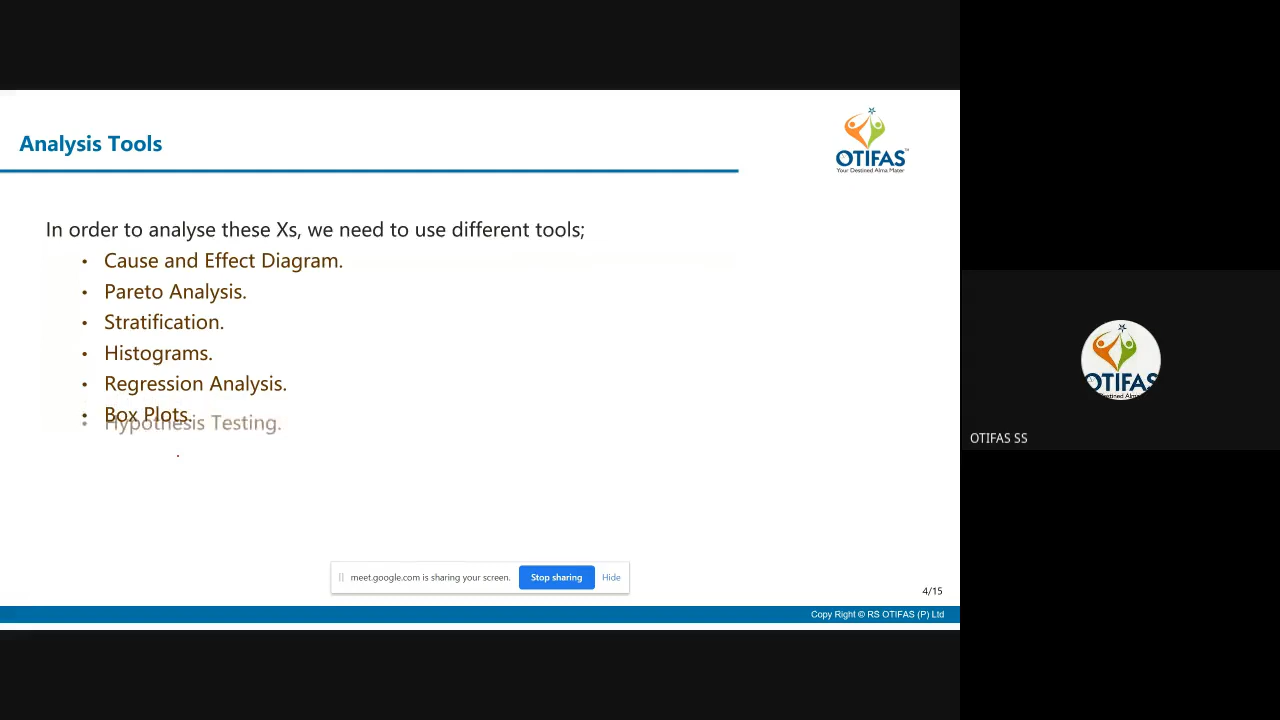 Analysis Tools
OTIFAS™
Your Destined Alma Mater
In order to analyse these Xs, we need to use different tools;
• Cause and Effect Diagram.
• Pareto Analysis.
• Stratification.
• Histograms.
• Regression Analysis.
• Box Plots.
• Hypothesis Testing.
OTIFAS
OTIFAS SS
meet.google.com is sharing your screen. Stop sharing Hide
4/15
Copy Right © RS OTIFAS (P) Ltd